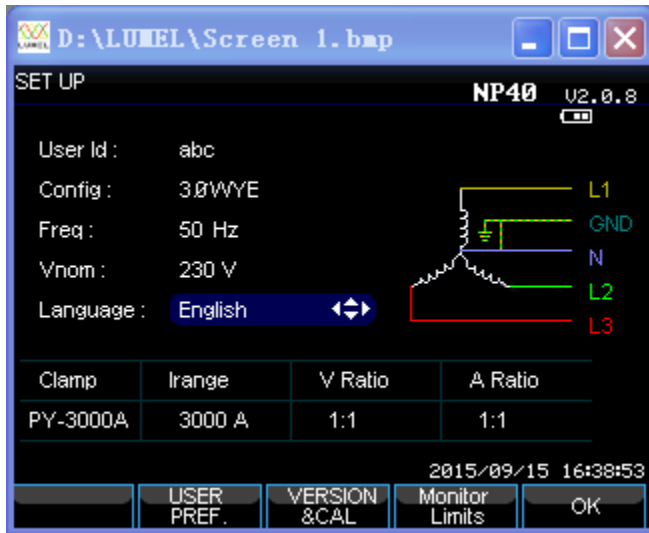 D:\LUMEL\Screen 1.bmp
SET UP
NP40 V2.0.8
User Id : abc
Config : 3ØWYE
L1
Freq : 50 Hz
GND
N
Vnom : 230 V
L2
Language : English
L3
Clamp Irange V Ratio A Ratio
PY-3000A 3000 A 1:1 1:1
2015/09/15 16:38:53
USER PREF. VERSION &CAL Monitor Limits OK